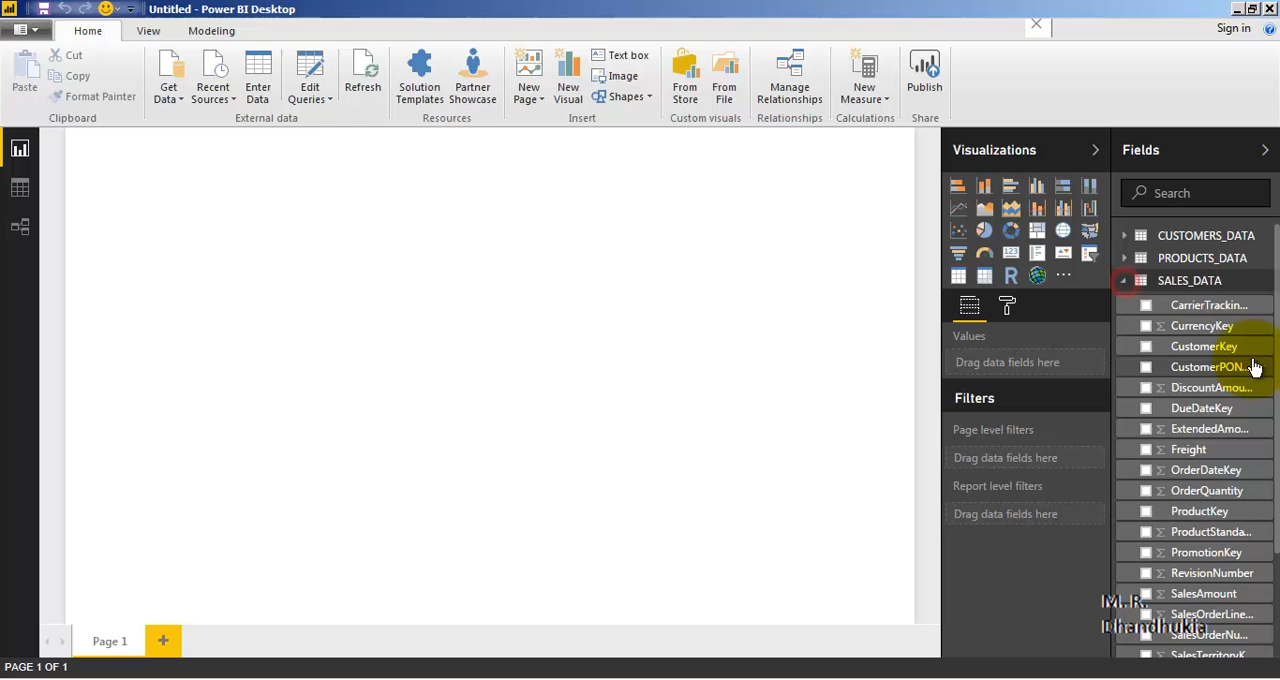 Untitled - Power BI Desktop
Home View Modeling
Sign in
Paste
Cut
Copy
Format Painter
Clipboard
Get Data
Recent Sources
Enter Data
Edit Queries
Refresh
External data
Solution Templates
Partner Showcase
Resources
New Page
New Visual
Text box
Image
Shapes
Insert
From Store
From File
Custom visuals
Manage Relationships
Relationships
New Measure
Calculations
Publish
Share
Visualizations
Values
Drag data fields here
Filters
Page level filters
Drag data fields here
Report level filters
Drag data fields here
Fields
Search
CUSTOMERS_DATA
PRODUCTS_DATA
SALES_DATA
CarrierTrackin...
CurrencyKey
CustomerKey
CustomerPON...
DiscountAmou...
DueDateKey
ExtendedAmo...
Freight
OrderDateKey
OrderQuantity
ProductKey
ProductStanda...
PromotionKey
RevisionNumber
SalesAmount
SalesOrderLine...
SalesOrderNu...
SalesTerritoryK...
M. R.
Dhandhukia
Page 1
PAGE 1 OF 1